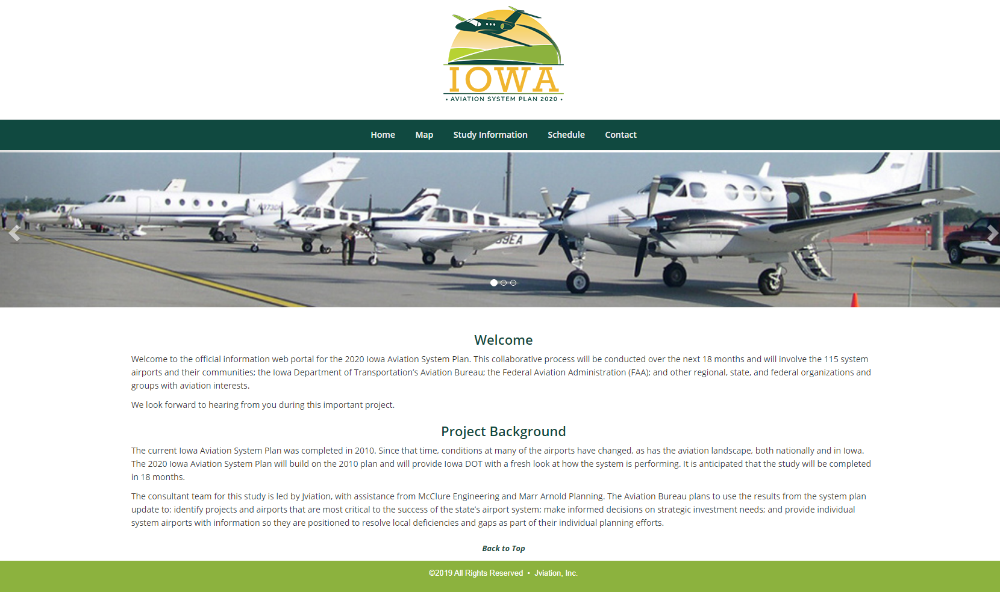 IOWA
• AVIATION SYSTEM PLAN 2020 •
Home Map Study Information Schedule Contact
N373DN
89EA
Welcome
Welcome to the official information web portal for the 2020 Iowa Aviation System Plan. This collaborative process will be conducted over the next 18 months and will involve the 115 system
airports and their communities; the Iowa Department of Transportation’s Aviation Bureau; the Federal Aviation Administration (FAA); and other regional, state, and federal organizations and
groups with aviation interests.
We look forward to hearing from you during this important project.
Project Background
The current Iowa Aviation System Plan was completed in 2010. Since that time, conditions at many of the airports have changed, as has the aviation landscape, both nationally and in Iowa.
The 2020 Iowa Aviation System Plan will build on the 2010 plan and will provide Iowa DOT with a fresh look at how the system is performing. It is anticipated that the study will be completed
in 18 months.
The consultant team for this study is led by Jviation, with assistance from McClure Engineering and Marr Arnold Planning. The Aviation Bureau plans to use the results from the system plan
update to: identify projects and airports that are most critical to the success of the state’s airport system; make informed decisions on strategic investment needs; and provide individual
system airports with information so they are positioned to resolve local deficiencies and gaps as part of their individual planning efforts.
Back to Top
©2019 All Rights Reserved • Jviation, Inc.